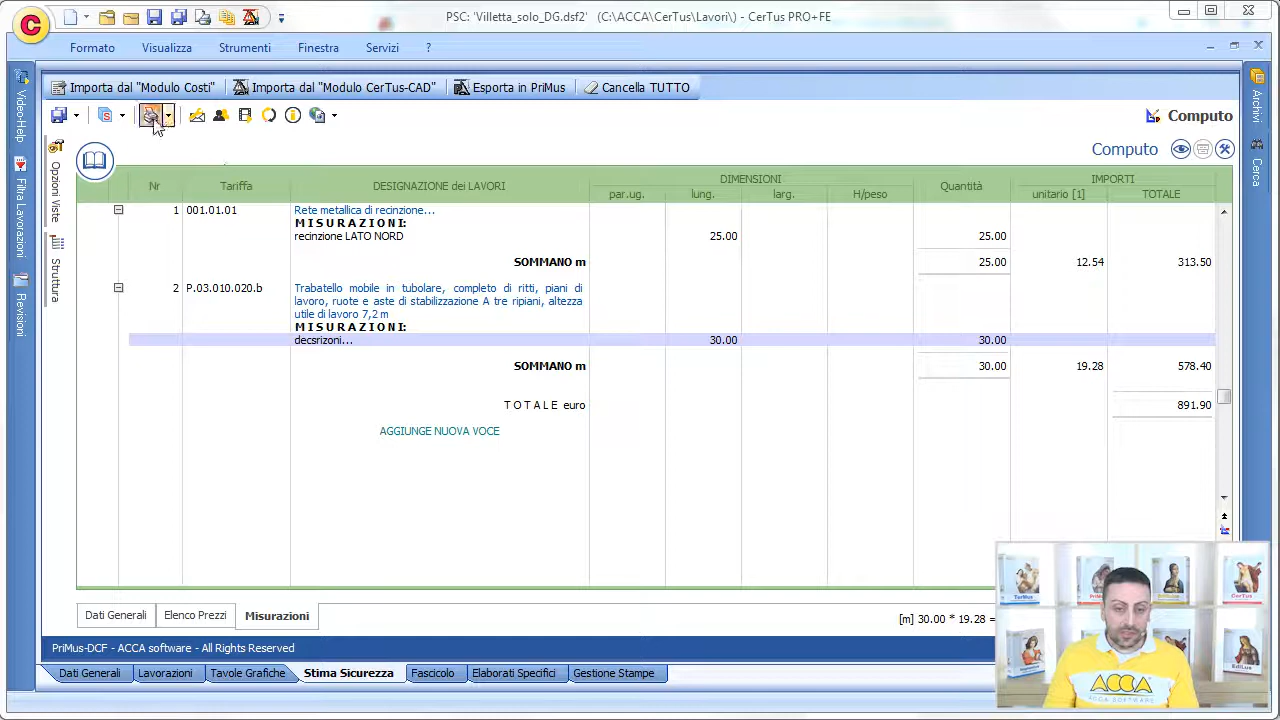 C
PSC: 'Villetta_solo_DG.dsf2'  (C:\ACCA\CerTus\Lavori) - CerTus PRO+FE
Formato Visualizza Strumenti Finestra Servizi ?
Importa dal "Modulo Costi" Importa dal "Modulo CerTus-CAD" Esporta in PriMus Cancella TUTTO
Computo
Computo
Video-Help
Filtra Lavorazioni
Revisioni
Opzioni Viste
Struttura
Archivi
Cerca
Nr Tariffa DESIGNAZIONE dei LAVORI DIMENSIONI Quantità IMPORTI
par.ug. lung. larg. H/peso unitario [1] TOTALE
1 001.01.01 Rete metallica di recinzione...
M I S U R A Z I O N I:
recinzione LATO NORD 25.00 25.00
SOMMANO m 25.00 12.54 313.50
2 P.03.010.020.b Trabatello mobile in tubolare, completo di ritti, piani di
lavoro, ruote e aste di stabilizzazione A tre ripiani, altezza
utile di lavoro 7,2 m
M I S U R A Z I O N I:
decsrizoni... 30.00 30.00
SOMMANO m 30.00 19.28 578.40
T O T A L E  euro 891.90
AGGIUNGE NUOVA VOCE
Dati Generali Elenco Prezzi Misurazioni
[m] 30.00 * 19.28 =
PriMus-DCF - ACCA software - All Rights Reserved
Dati Generali Lavorazioni Tavole Grafiche Stima Sicurezza Fascicolo Elaborati Specifici Gestione Stampe
TerMus
CerTus
EdiLus
ACCA
ACCA SOFTWARE